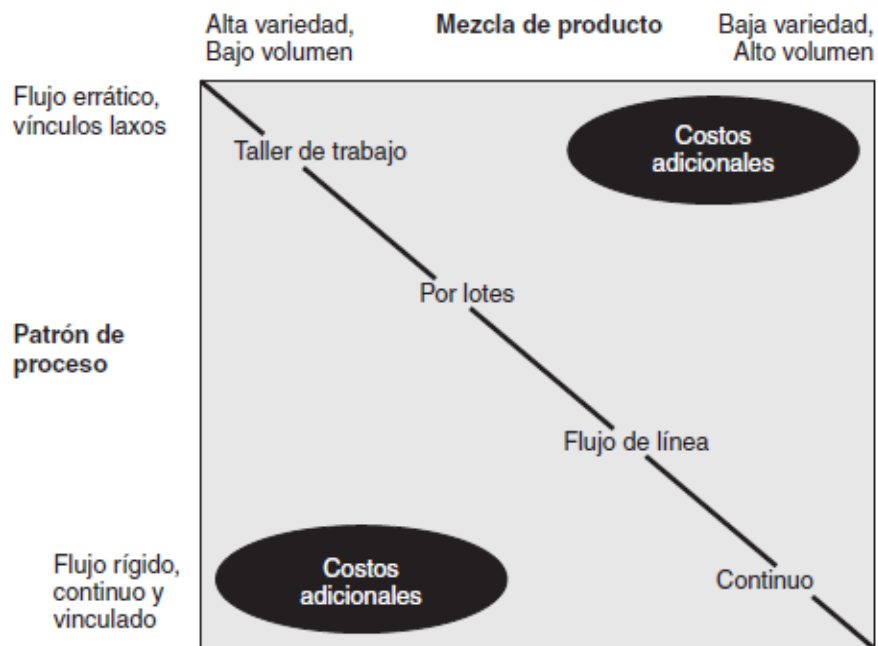 Alta variedad,
Bajo volumen
Mezcla de producto
Baja variedad,
Alto volumen
Flujo errático,
vínculos laxos
Taller de trabajo
Costos
adicionales
Por lotes
Patrón de
proceso
Flujo de línea
Flujo rígido,
continuo y
vinculado
Costos
adicionales
Continuo